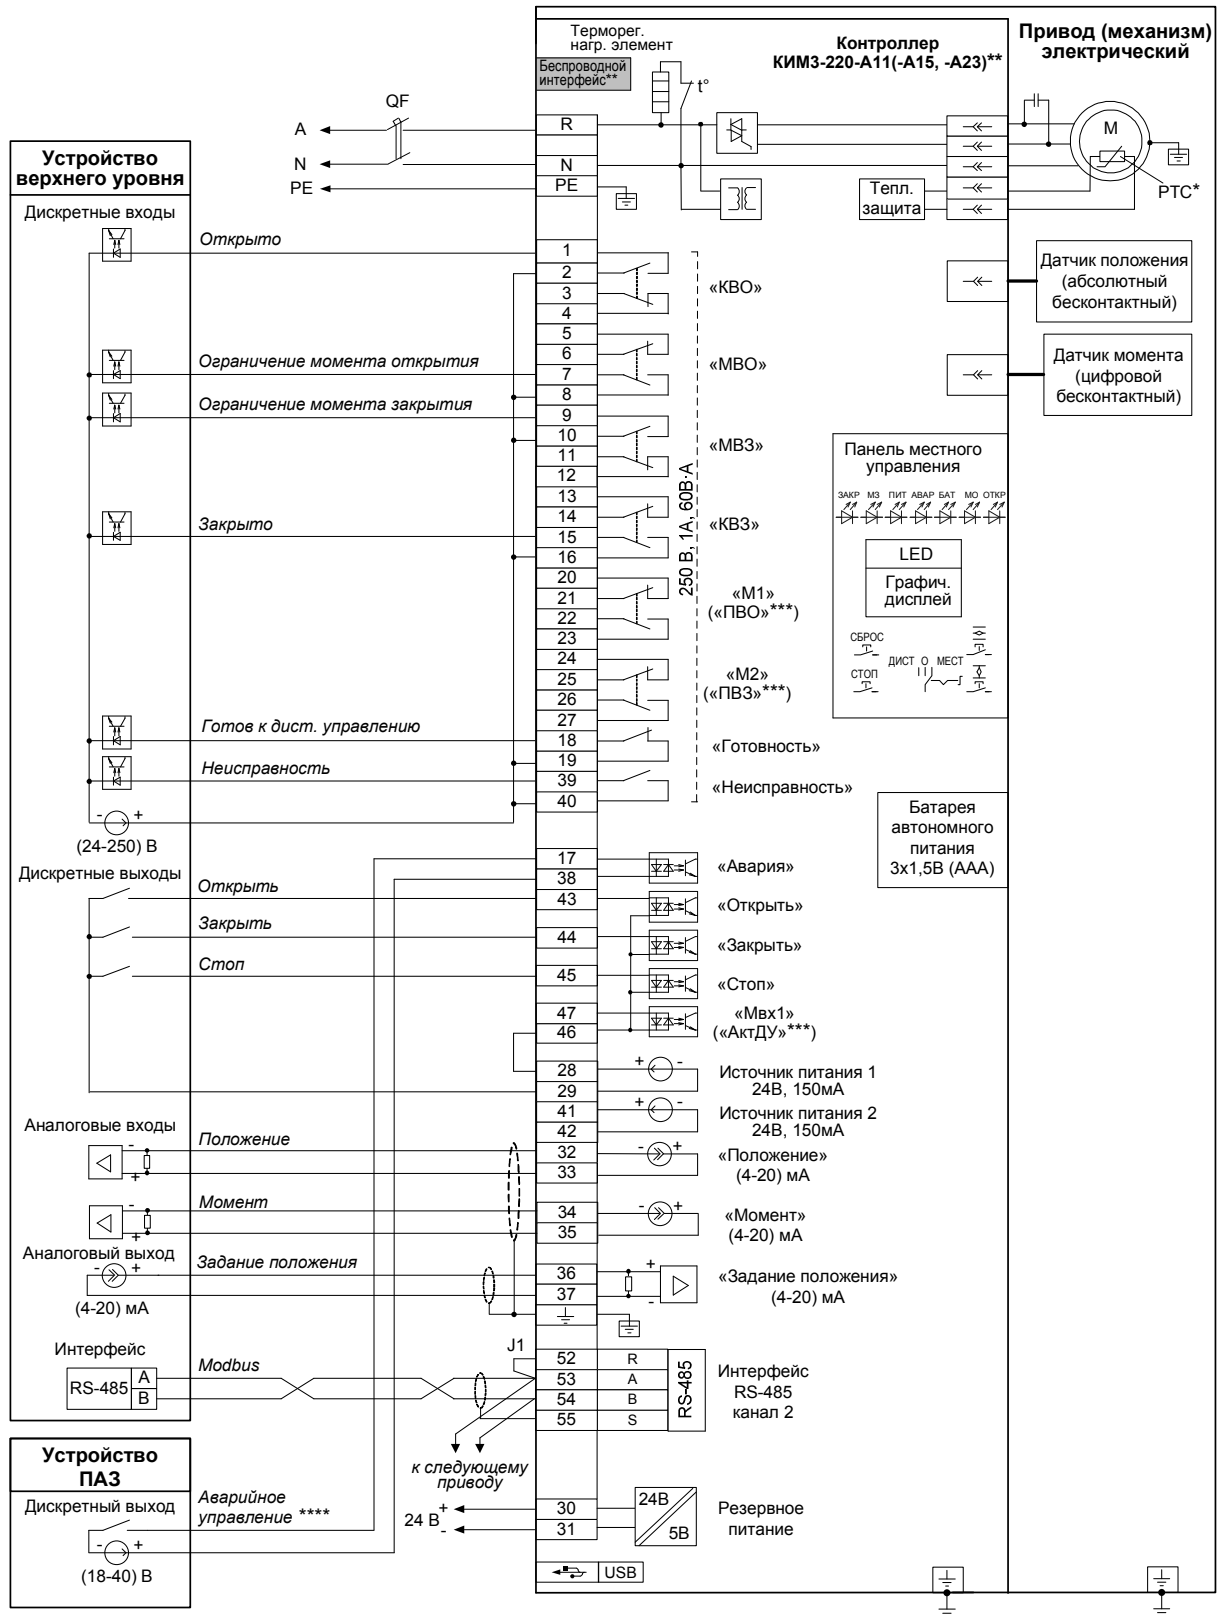 Терморег.
нагр. элемент
Беспроводной
интерфейс**
Контроллер
КИМ3-220-А11(-А15, -А23)**
Привод (механизм)
электрический
t°
QF
A
N
PE
R
N
PE
M
PTC*
Тепл.
защита
Устройство
верхнего уровня
Дискретные входы
Открыто
Ограничение момента открытия
Ограничение момента закрытия
Закрыто
Готов к дист. управлению
Неисправность
- +
(24-250) В
1
2
3
4
5
6
7
8
9
10
11
12
13
14
15
16
20
21
22
23
24
25
26
27
18
19
39
40
«КВО»
«МВО»
«МВЗ»
«КВЗ»
«М1»
(«ПВО»***)
«М2»
(«ПВЗ»***)
«Готовность»
«Неисправность»
250 В, 1А, 60В·А
Датчик положения
(абсолютный
бесконтактный)
Датчик момента
(цифровой
бесконтактный)
Панель местного
управления
ЗАКР МЗ ПИТ АВАР БАТ МО ОТКР
LED
Графич.
дисплей
СБРОС
СТОП
ДИСТ О МЕСТ
Батарея
автономного
питания
3х1,5В (ААА)
Дискретные выходы
Открыть
Закрыть
Стоп
17
38
43
44
45
47
46
28
29
41
42
32
33
34
35
36
37
«Авария»
«Открыть»
«Закрыть»
«Стоп»
«Мвх1»
(«АктДУ»***)
+ -
Источник питания 1
24В, 150мА
+ -
Источник питания 2
24В, 150мА
- +
«Положение»
(4-20) мА
- +
«Момент»
(4-20) мА
+
-
«Задание положения»
(4-20) мА
Аналоговые входы
Положение
-
+
Момент
-
+
Аналоговый выход
Задание положения
- +
(4-20) мА
Интерфейс
RS-485
A
B
Modbus
J1
52 R
53 A
54 B
55 S
RS-485
Интерфейс
RS-485
канал 2
к следующему
приводу
Устройство
ПАЗ
Дискретный выход
Аварийное
управление ****
- +
(18-40) В
24 В
+
-
30
31
24В
5В
Резервное
питание
USB